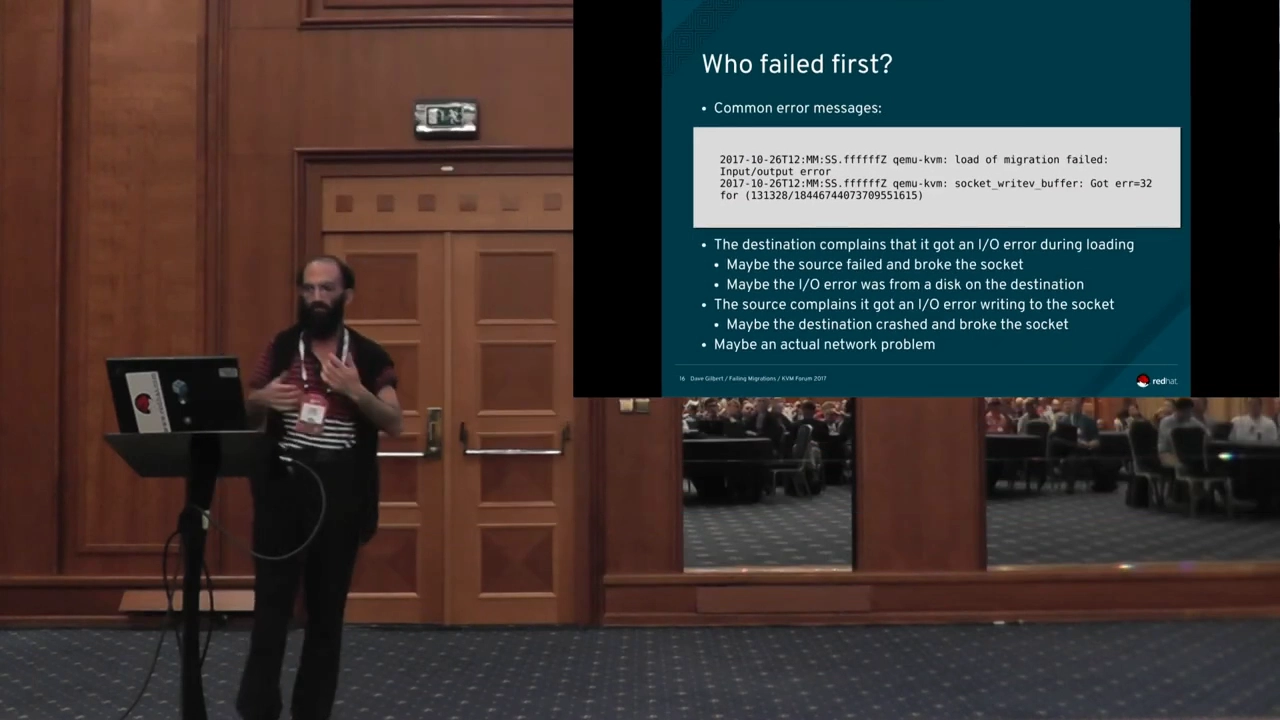 Who failed first?
• Common error messages:
2017-10-26T12:MM:SS.ffffffZ qemu-kvm: load of migration failed:
Input/output error
2017-10-26T12:MM:SS.ffffffZ qemu-kvm: socket_writev_buffer: Got err=32
for (131328/18446744073709551615)
• The destination complains that it got an I/O error during loading
• Maybe the source failed and broke the socket
• Maybe the I/O error was from a disk on the destination
• The source complains it got an I/O error writing to the socket
• Maybe the destination crashed and broke the socket
• Maybe an actual network problem
16 Dave Gilbert / Failing Migrations / KVM Forum 2017
redhat